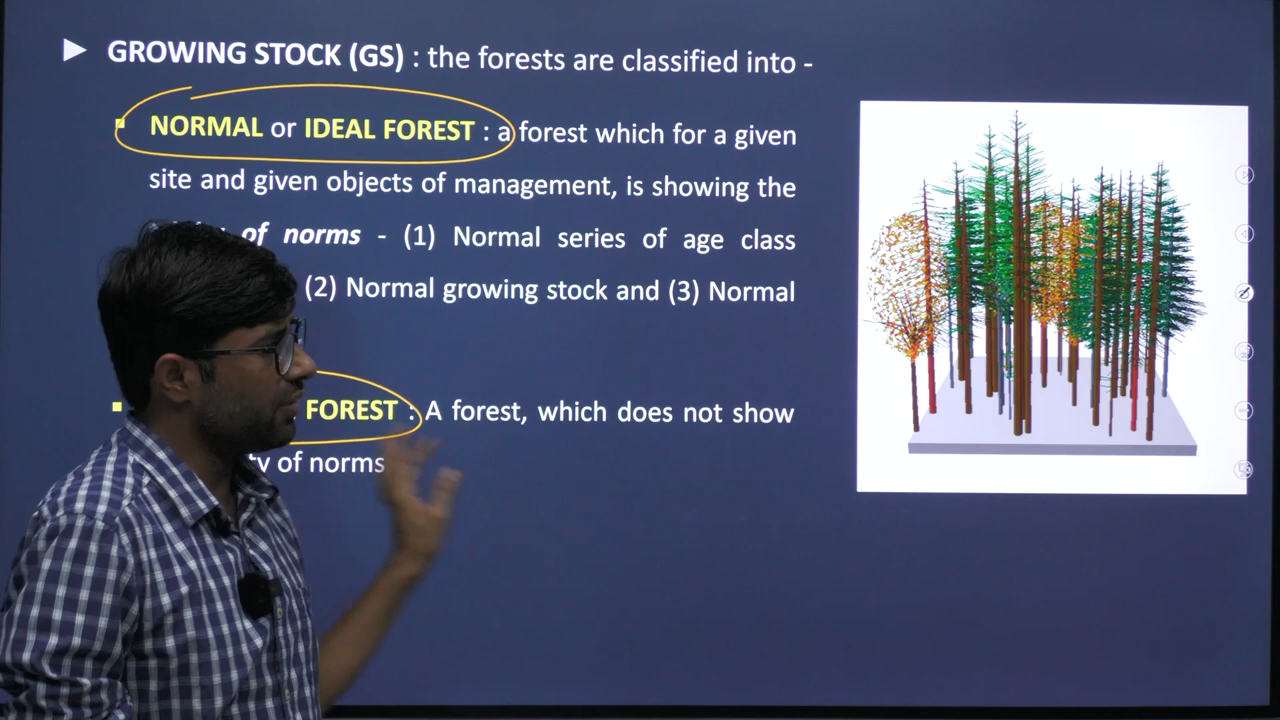 GROWING STOCK (GS) : the forests are classified into -
NORMAL or IDEAL FOREST : a forest which for a given
site and given objects of management, is showing the
of norms - (1) Normal series of age class
(2) Normal growing stock and (3) Normal
FOREST : A forest, which does not show
of norms